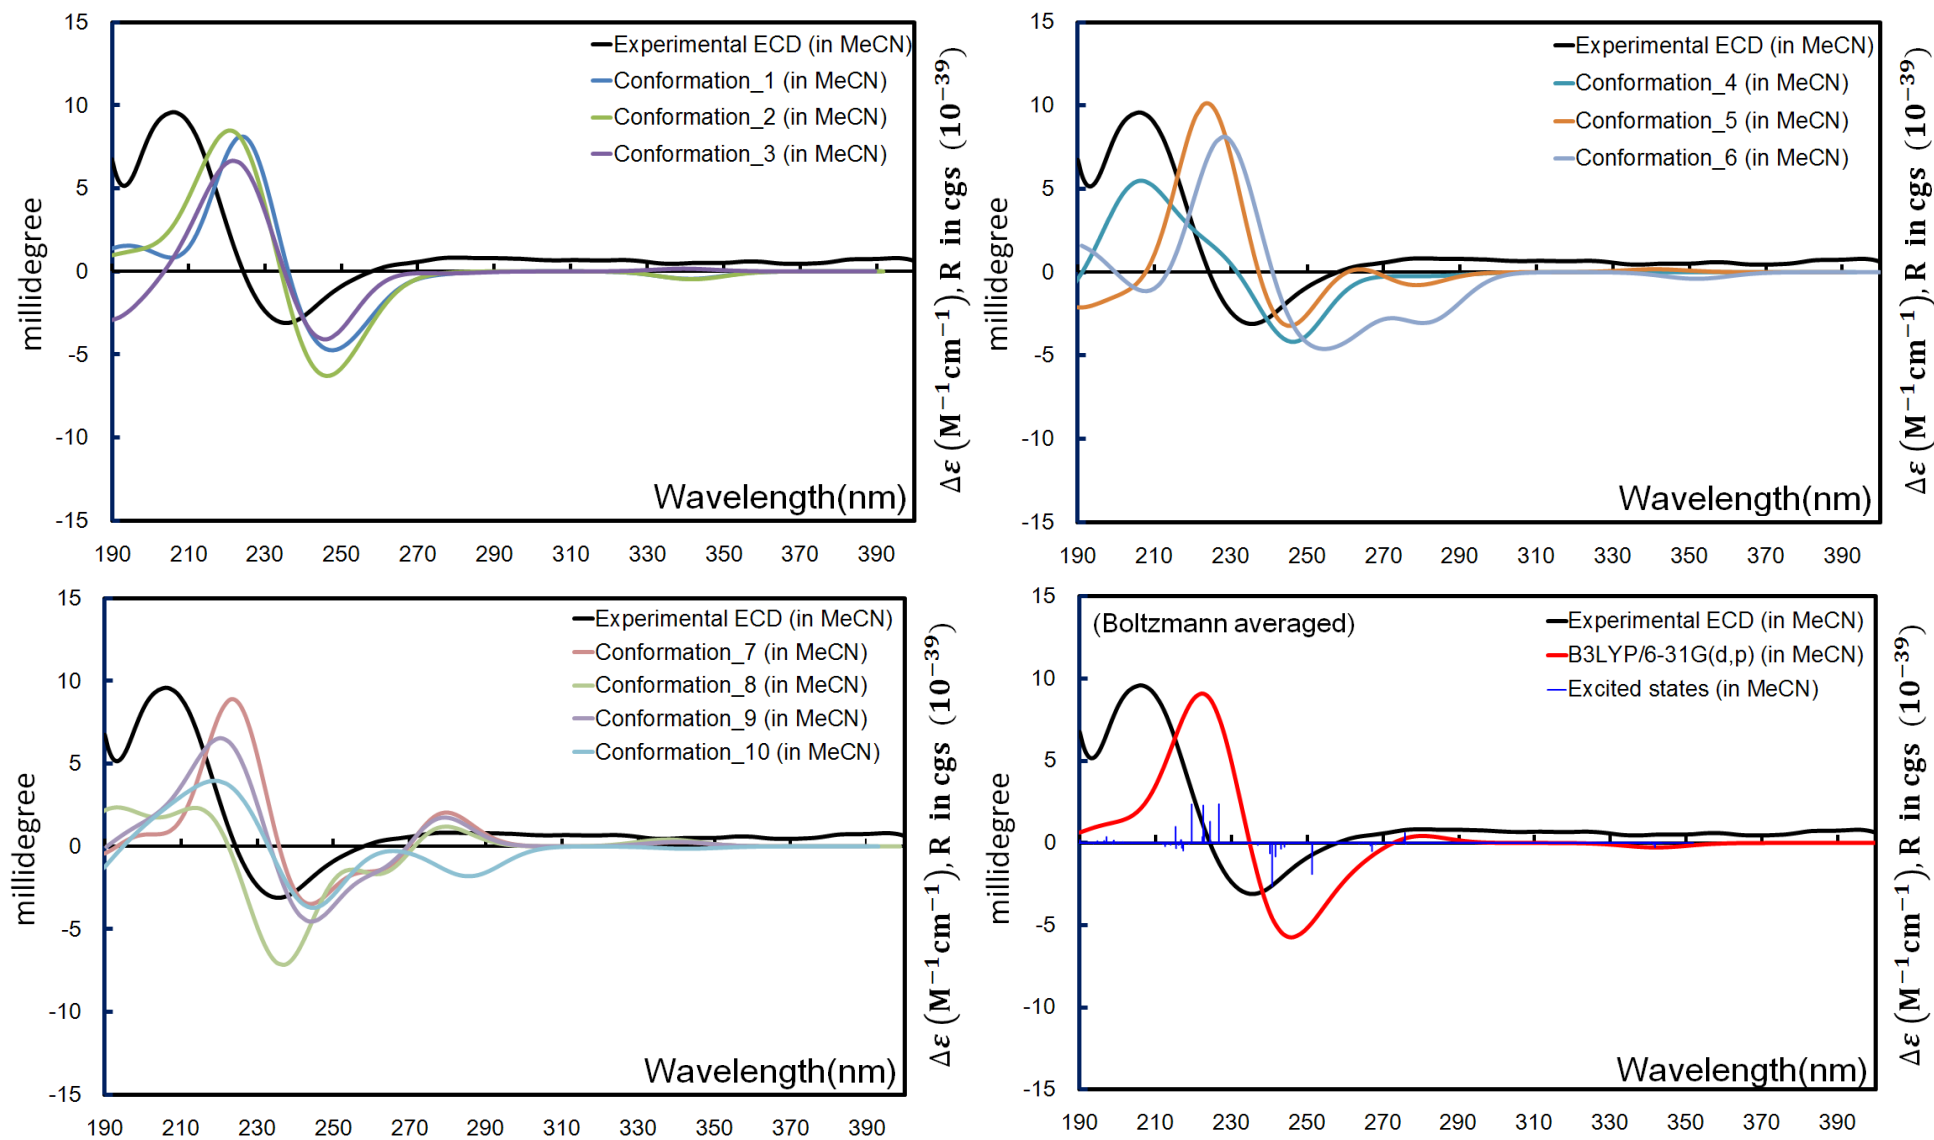 15
10
5
0
-5
-10
-15
millidegree
Experimental ECD (in MeCN)
Conformation_1 (in MeCN)
Conformation_2 (in MeCN)
Conformation_3 (in MeCN)
Wavelength(nm)
190 210 230 250 270 290 310 330 350 370 390
Δε (M⁻¹cm⁻¹), R in cgs (10⁻³⁹)
15
10
5
0
-5
-10
-15
millidegree
Experimental ECD (in MeCN)
Conformation_4 (in MeCN)
Conformation_5 (in MeCN)
Conformation_6 (in MeCN)
Wavelength(nm)
190 210 230 250 270 290 310 330 350 370 390
Δε (M⁻¹cm⁻¹), R in cgs (10⁻³⁹)
15
10
5
0
-5
-10
-15
millidegree
Experimental ECD (in MeCN)
Conformation_7 (in MeCN)
Conformation_8 (in MeCN)
Conformation_9 (in MeCN)
Conformation_10 (in MeCN)
Wavelength(nm)
190 210 230 250 270 290 310 330 350 370 390
Δε (M⁻¹cm⁻¹), R in cgs (10⁻³⁹)
15
10
5
0
-5
-10
-15
millidegree
(Boltzmann averaged)
Experimental ECD (in MeCN)
B3LYP/6-31G(d,p) (in MeCN)
Excited states (in MeCN)
Wavelength(nm)
190 210 230 250 270 290 310 330 350 370 390
Δε (M⁻¹cm⁻¹), R in cgs (10⁻³⁹)